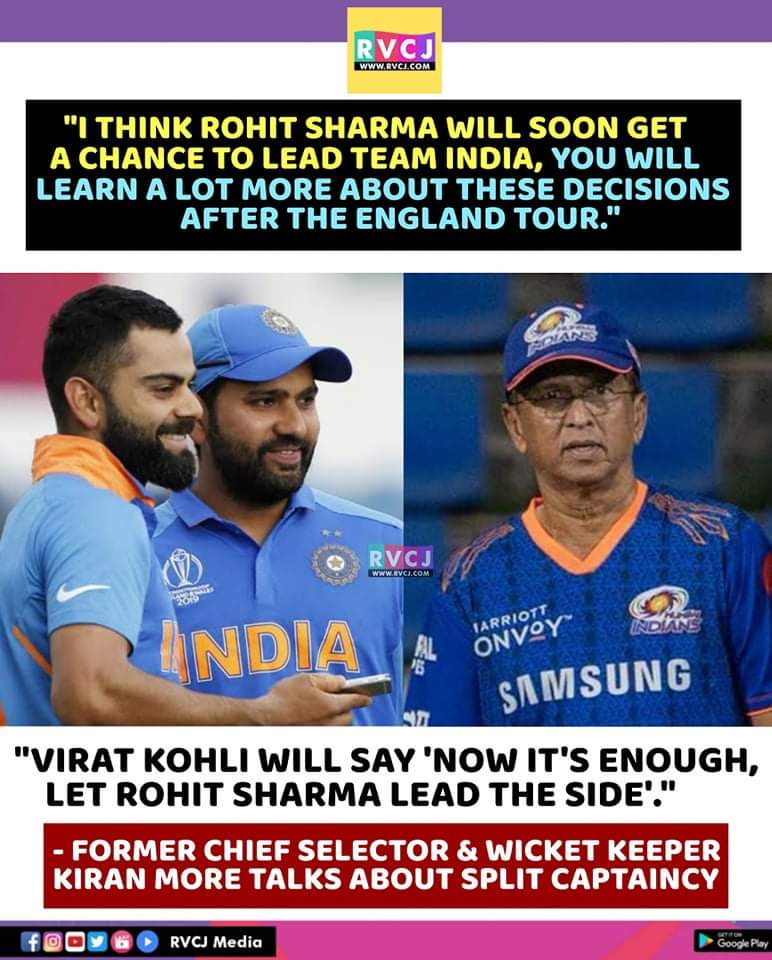 RVCJ
WWW.RVCJ.COM
"I THINK ROHIT SHARMA WILL SOON GET
A CHANCE TO LEAD TEAM INDIA, YOU WILL
LEARN A LOT MORE ABOUT THESE DECISIONS
AFTER THE ENGLAND TOUR."
INDIANS
RVCJ
WWW.RVCJ.COM
2019
INDIA
MARRIOTT
BONVOY
INDIANS
SAMSUNG
"VIRAT KOHLI WILL SAY 'NOW IT'S ENOUGH,
LET ROHIT SHARMA LEAD THE SIDE'."
- FORMER CHIEF SELECTOR & WICKET KEEPER
KIRAN MORE TALKS ABOUT SPLIT CAPTAINCY
RVCJ Media
GET IT ON
Google Play